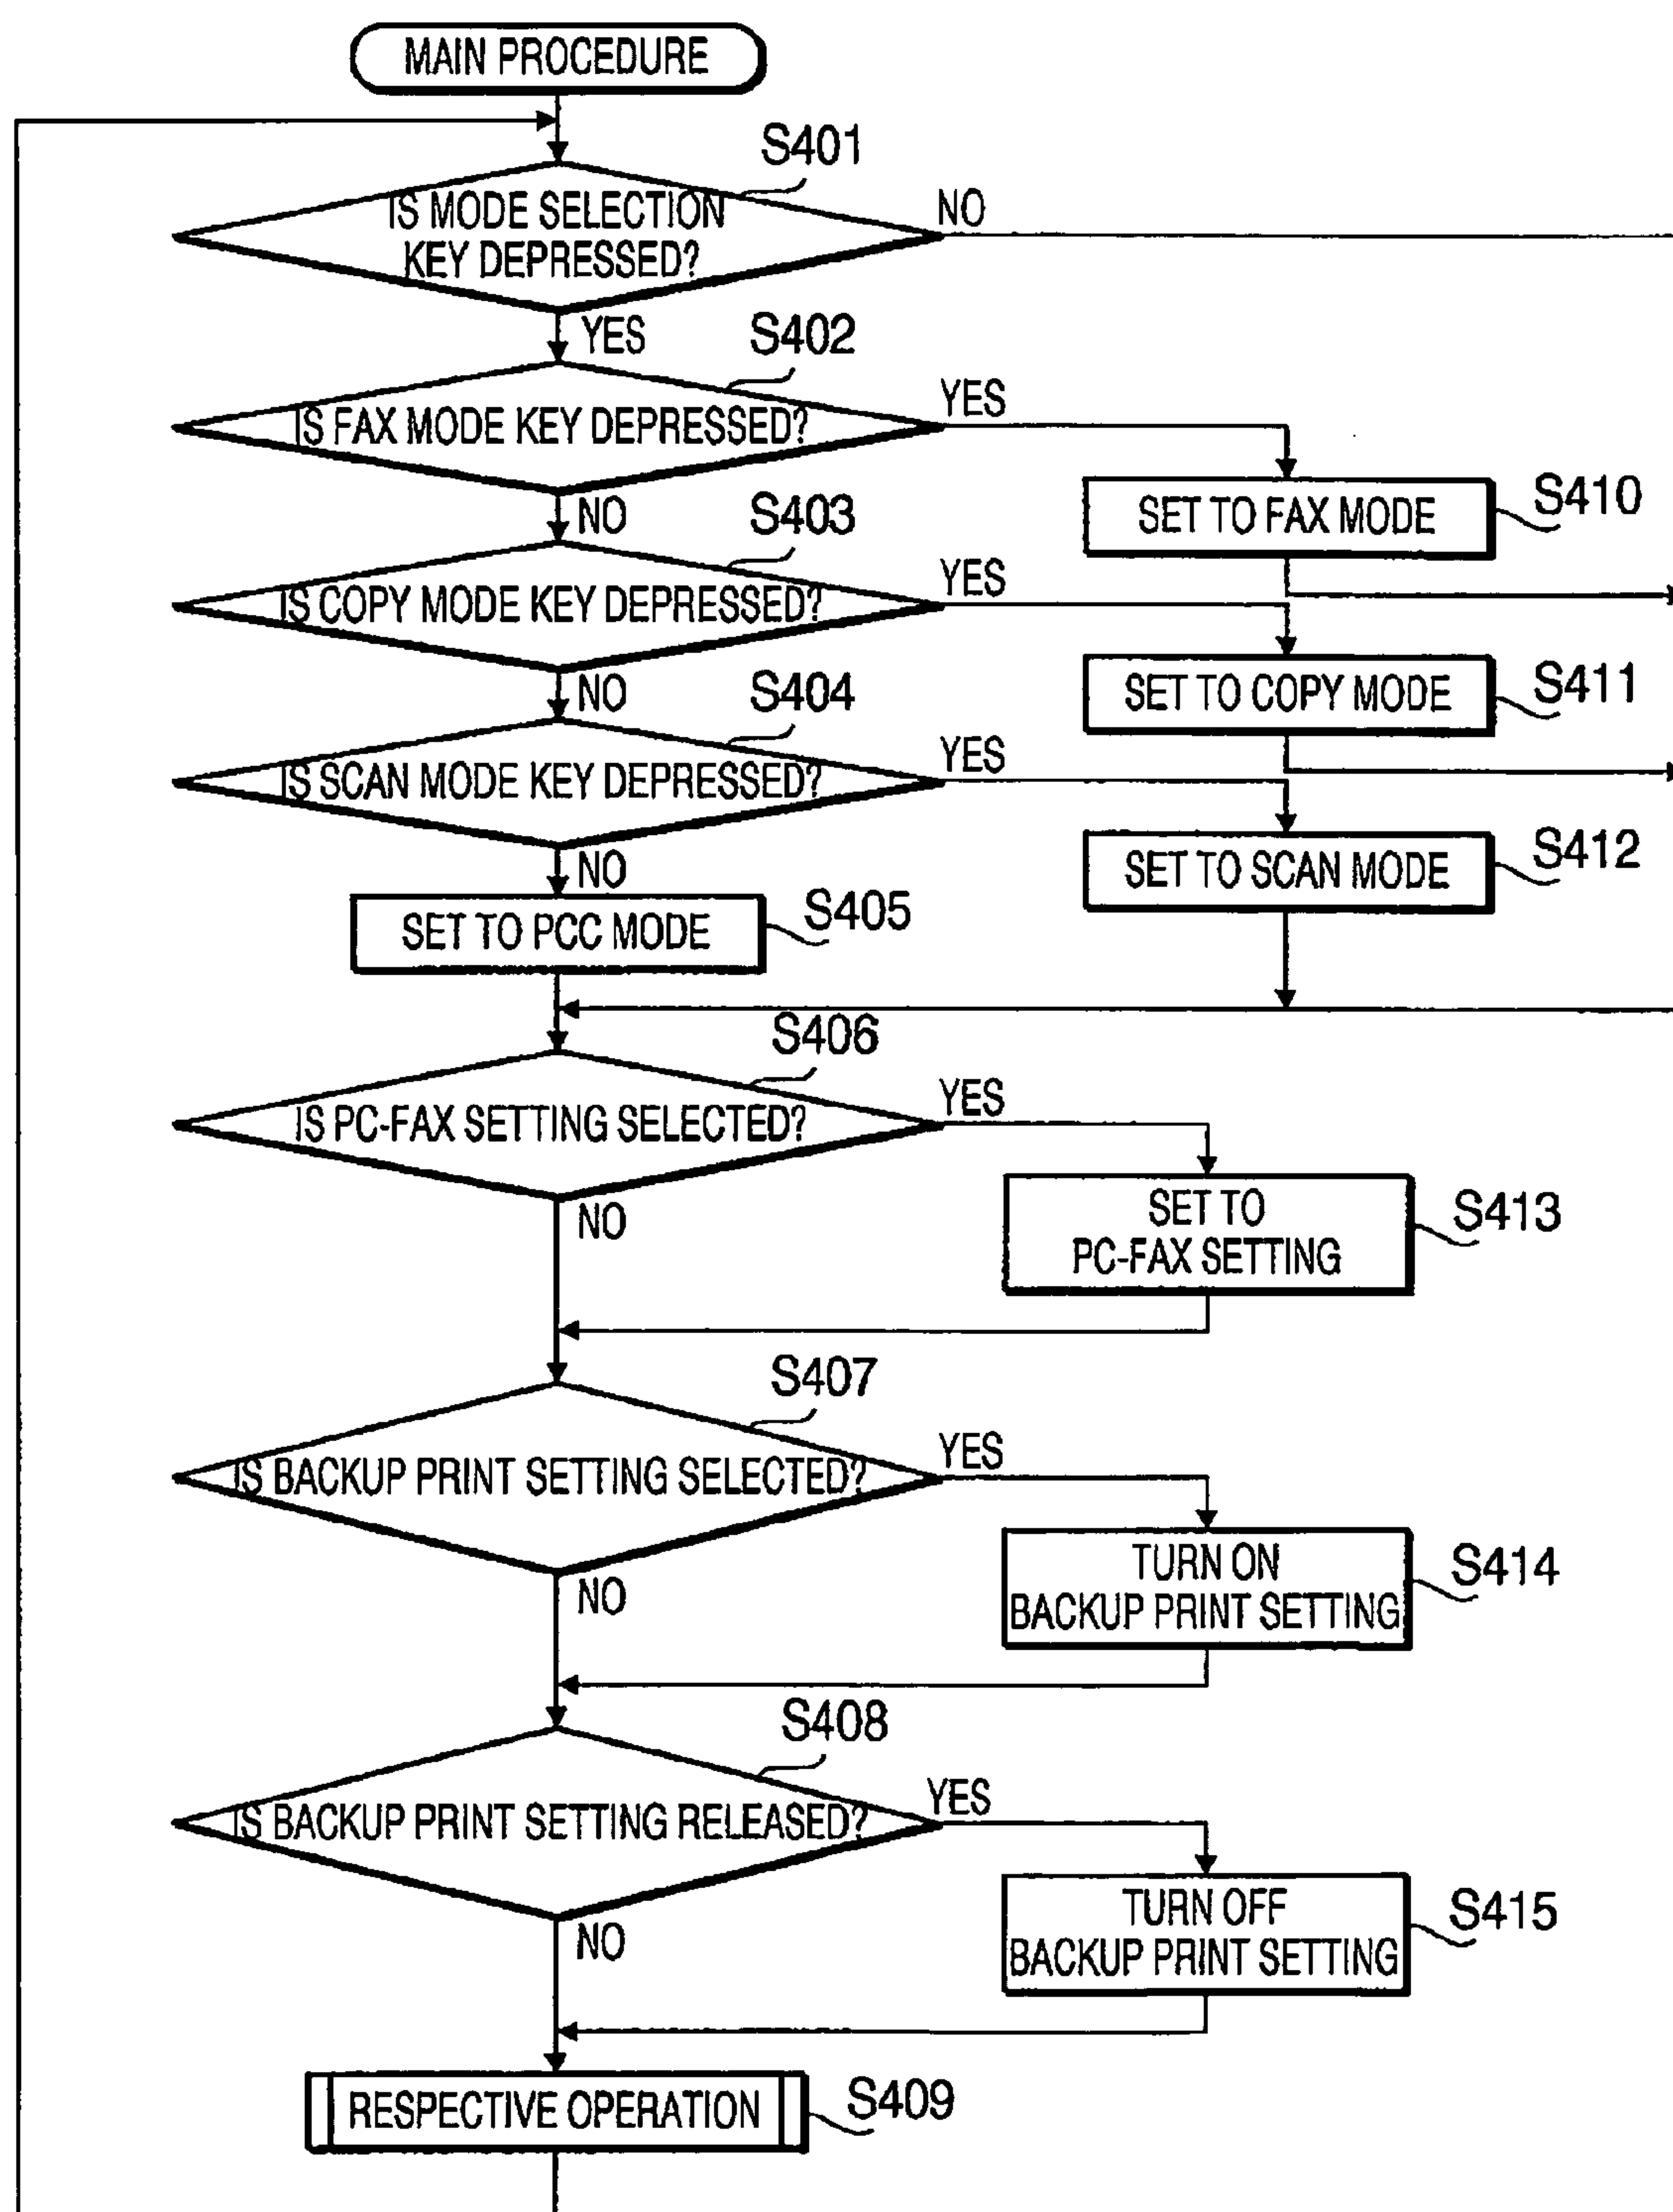 MAIN PROCEDURE
S401
IS MODE SELECTION
KEY DEPRESSED?
NO
YES
S402
IS FAX MODE KEY DEPRESSED?
YES
SET TO FAX MODE
S410
NO
S403
IS COPY MODE KEY DEPRESSED?
YES
SET TO COPY MODE
S411
NO
S404
IS SCAN MODE KEY DEPRESSED?
YES
SET TO SCAN MODE
S412
NO
SET TO PCC MODE
S405
S406
IS PC-FAX SETTING SELECTED?
YES
NO
SET TO
PC-FAX SETTING
S413
S407
IS BACKUP PRINT SETTING SELECTED?
YES
NO
TURN ON
BACKUP PRINT SETTING
S414
S408
IS BACKUP PRINT SETTING RELEASED?
YES
NO
TURN OFF
BACKUP PRINT SETTING
S415
RESPECTIVE OPERATION
S409